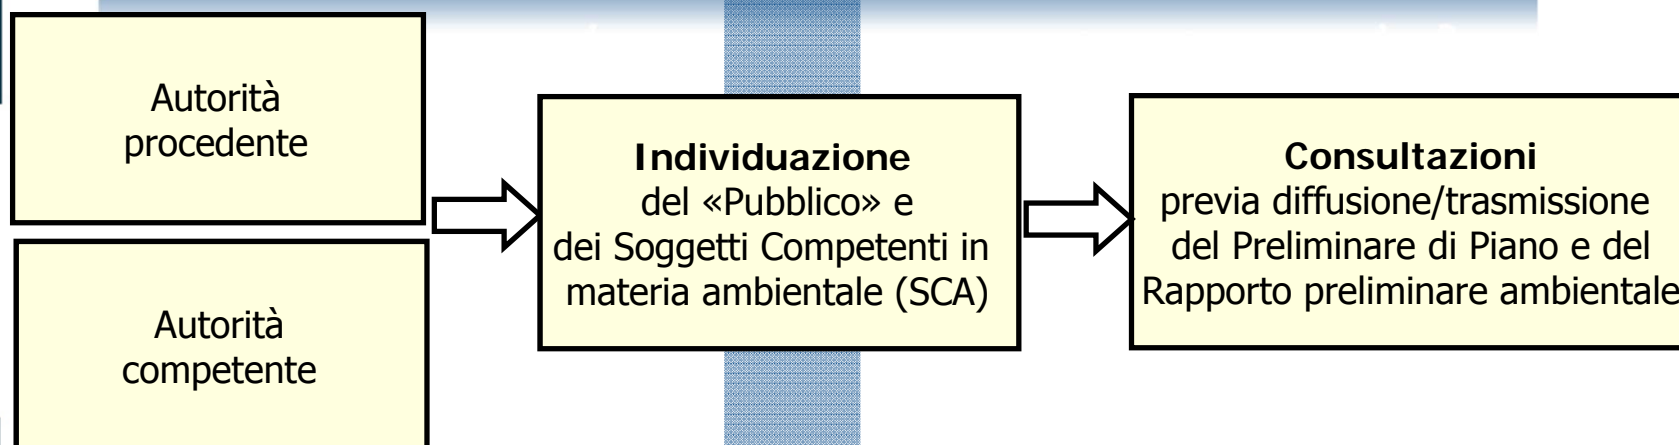 Autorità
procedente
Autorità
competente
Individuazione
del «Pubblico» e
dei Soggetti Competenti in
materia ambientale (SCA)
Consultazioni
previa diffusione/trasmissione
del Preliminare di Piano e del
Rapporto preliminare ambientale